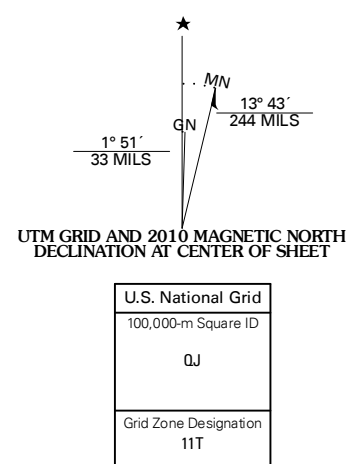 ★
MN
13° 43´
244 MILS
GN
1° 51´
33 MILS
UTM GRID AND 2010 MAGNETIC NORTH
DECLINATION AT CENTER OF SHEET
U.S. National Grid
100,000-m Square ID
QJ
Grid Zone Designation
11T